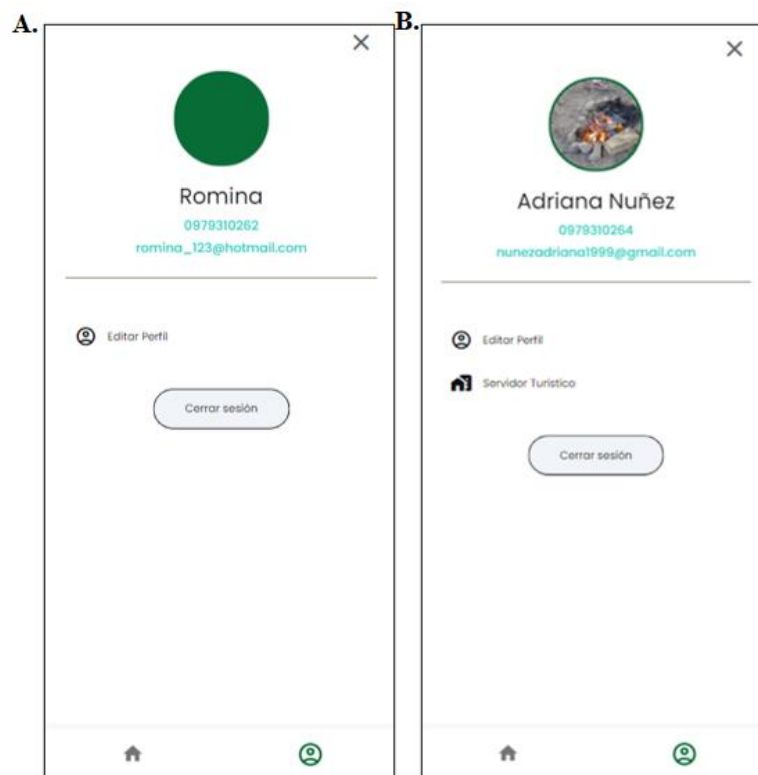 A.
Romina
0979310262
romina_123@hotmail.com
Editar Perfil
Cerrar sesión
B.
Adriana Nuñez
0979310264
nunezadriana1999@gmail.com
Editar Perfil
Servidor Turístico
Cerrar sesión